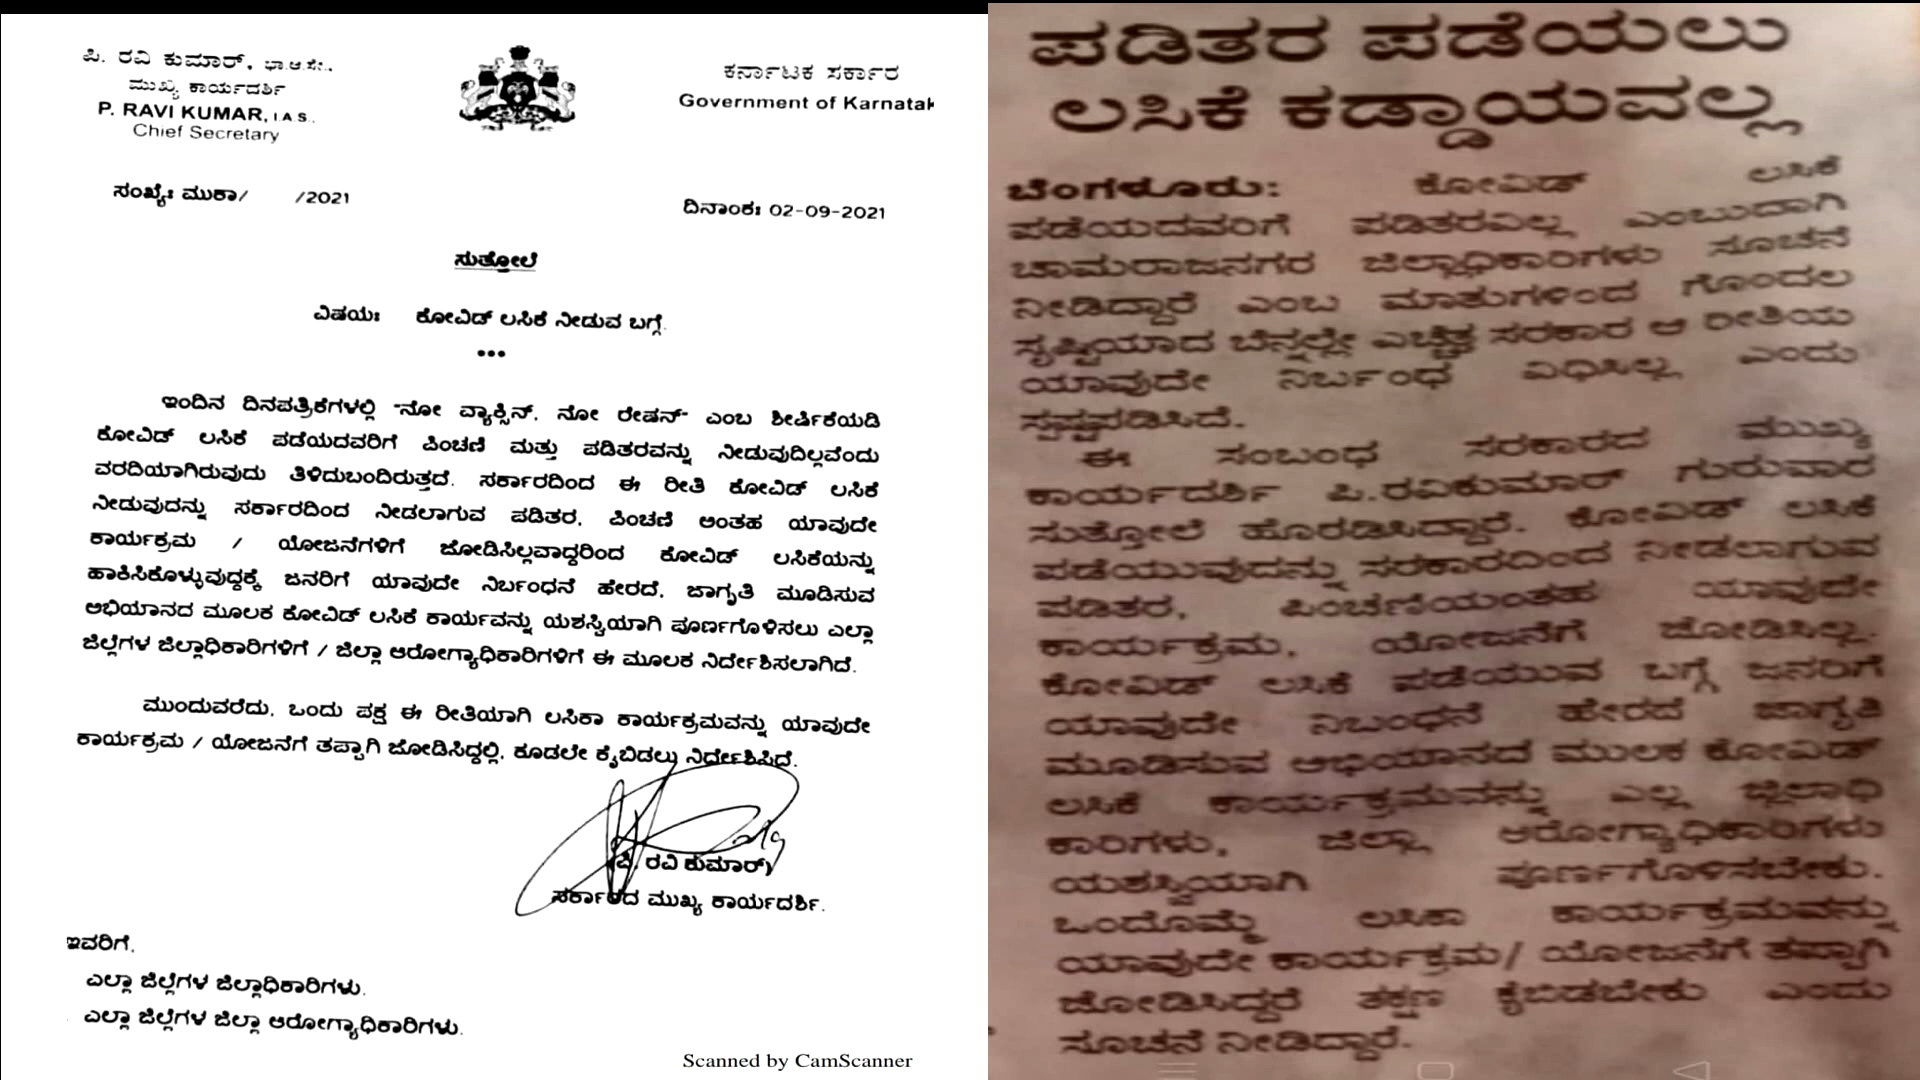 ಪಿ. ರವಿ ಕುಮಾರ್, ಭಾ.ಆ.ಸೇ.,
ಮುಖ್ಯ ಕಾರ್ಯದರ್ಶಿ
P. RAVI KUMAR, I.A.S.,
Chief Secretary
ಕರ್ನಾಟಕ ಸರ್ಕಾರ
Government of Karnatak
ಸಂಖ್ಯೆ: ಮುಕಾ/ /2021
ದಿನಾಂಕ: 02-09-2021
ಸುತ್ತೋಲೆ
ವಿಷಯ: ಕೋವಿಡ್ ಲಸಿಕೆ ನೀಡುವ ಬಗ್ಗೆ.
•••
ಇಂದಿನ ದಿನಪತ್ರಿಕೆಗಳಲ್ಲಿ "ನೋ ವ್ಯಾಕ್ಸಿನ್, ನೋ ರೇಷನ್" ಎಂಬ ಶೀರ್ಷಿಕೆಯಡಿ
ಕೋವಿಡ್ ಲಸಿಕೆ ಪಡೆಯದವರಿಗೆ ಪಿಂಚಣಿ ಮತ್ತು ಪಡಿತರವನ್ನು ನೀಡುವುದಿಲ್ಲವೆಂದು
ವರದಿಯಾಗಿರುವುದು ತಿಳಿದುಬಂದಿರುತ್ತದೆ. ಸರ್ಕಾರದಿಂದ ಈ ರೀತಿ ಕೋವಿಡ್ ಲಸಿಕೆ
ನೀಡುವುದನ್ನು ಸರ್ಕಾರದಿಂದ ನೀಡಲಾಗುವ ಪಡಿತರ, ಪಿಂಚಣಿ ಅಂತಹ ಯಾವುದೇ
ಕಾರ್ಯಕ್ರಮ / ಯೋಜನೆಗಳಿಗೆ ಜೋಡಿಸಿಲ್ಲವಾದ್ದರಿಂದ ಕೋವಿಡ್ ಲಸಿಕೆಯನ್ನು
ಹಾಕಿಸಿಕೊಳ್ಳುವುದ್ದಕ್ಕೆ ಜನರಿಗೆ ಯಾವುದೇ ನಿರ್ಬಂಧನೆ ಹೇರದೆ, ಜಾಗೃತಿ ಮೂಡಿಸುವ
ಅಭಿಯಾನದ ಮೂಲಕ ಕೋವಿಡ್ ಲಸಿಕೆ ಕಾರ್ಯವನ್ನು ಯಶಸ್ವಿಯಾಗಿ ಪೂರ್ಣಗೊಳಿಸಲು ಎಲ್ಲಾ
ಜಿಲ್ಲೆಗಳ ಜಿಲ್ಲಾಧಿಕಾರಿಗಳಿಗೆ / ಜಿಲ್ಲಾ ಆರೋಗ್ಯಾಧಿಕಾರಿಗಳಿಗೆ ಈ ಮೂಲಕ ನಿರ್ದೇಶಿಸಲಾಗಿದೆ.
ಮುಂದುವರೆದು, ಒಂದು ಪಕ್ಷ ಈ ರೀತಿಯಾಗಿ ಲಸಿಕಾ ಕಾರ್ಯಕ್ರಮವನ್ನು ಯಾವುದೇ
ಕಾರ್ಯಕ್ರಮ / ಯೋಜನೆಗೆ ತಪ್ಪಾಗಿ ಜೋಡಿಸಿದ್ದಲ್ಲಿ, ಕೂಡಲೇ ಕೈಬಿಡಲು ನಿರ್ದೇಶಿಸಿದೆ.
(ಪಿ. ರವಿ ಕುಮಾರ್)
ಸರ್ಕಾರದ ಮುಖ್ಯ ಕಾರ್ಯದರ್ಶಿ.
ಇವರಿಗೆ,
ಎಲ್ಲಾ ಜಿಲ್ಲೆಗಳ ಜಿಲ್ಲಾಧಿಕಾರಿಗಳು.
ಎಲ್ಲಾ ಜಿಲ್ಲೆಗಳ ಜಿಲ್ಲಾ ಆರೋಗ್ಯಾಧಿಕಾರಿಗಳು.
Scanned by CamScanner
ಪಡಿತರ ಪಡೆಯಲು
ಲಸಿಕೆ ಕಡ್ಡಾಯವಲ್ಲ
ಬೆಂಗಳೂರು: ಕೋವಿಡ್ ಲಸಿಕೆ
ಪಡೆಯದವರಿಗೆ ಪಡಿತರವಿಲ್ಲ ಎಂಬುದಾಗಿ
ಚಾಮರಾಜನಗರ ಜಿಲ್ಲಾಧಿಕಾರಿಗಳು ಸೂಚನೆ
ನೀಡಿದ್ದಾರೆ ಎಂಬ ಮಾತುಗಳಿಂದ ಗೊಂದಲ
ಸೃಷ್ಟಿಯಾದ ಬೆನ್ನಲ್ಲೇ ಎಚ್ಚೆತ್ತ ಸರಕಾರ ಆ ರೀತಿಯ
ಯಾವುದೇ ನಿರ್ಬಂಧ ವಿಧಿಸಿಲ್ಲ ಎಂದು
ಸ್ಪಷ್ಟಪಡಿಸಿದೆ.
ಈ ಸಂಬಂಧ ಸರಕಾರದ ಮುಖ್ಯ
ಕಾರ್ಯದರ್ಶಿ ಪಿ.ರವಿಕುಮಾರ್ ಗುರುವಾರ
ಸುತ್ತೋಲೆ ಹೊರಡಿಸಿದ್ದಾರೆ. ಕೋವಿಡ್ ಲಸಿಕೆ
ಪಡೆಯುವುದನ್ನು ಸರಕಾರದಿಂದ ನೀಡಲಾಗುವ
ಪಡಿತರ, ಪಿಂಚಣಿಯಂತಹ ಯಾವುದೇ
ಕಾರ್ಯಕ್ರಮ, ಯೋಜನೆಗೆ ಜೋಡಿಸಿಲ್ಲ.
ಕೋವಿಡ್ ಲಸಿಕೆ ಪಡೆಯುವ ಬಗ್ಗೆ ಜನರಿಗೆ
ಯಾವುದೇ ನಿಬಂಧನೆ ಹೇರದೆ ಜಾಗೃತಿ
ಮೂಡಿಸುವ ಅಭಿಯಾನದ ಮುಲಕ ಕೋವಿಡ್
ಲಸಿಕೆ ಕಾರ್ಯಕ್ರಮವನ್ನು ಎಲ್ಲ ಜ್ಲಿಲಾಧಿ
ಕಾರಿಗಳು, ಜಿಲ್ಲಾ ಆರೋಗ್ಯಾಧಿಕಾರಿಗಳು
ಯಶಸ್ವಿಯಾಗಿ ಪೂರ್ಣಗೊಳಿಸಬೇಕು.
ಒಂದೊಮ್ಮೆ ಲಸಿಕಾ ಕಾರ್ಯಕ್ರಮವನ್ನು
ಯಾವುದೇ ಕಾರ್ಯಕ್ರಮ/ ಯೋಜನೆಗೆ ತಪ್ಪಾಗಿ
ಜೋಡಿಸಿದ್ದರೆ ತಕ್ಷಣ ಕೈಬಿಡಬೇಕು ಎಂದು
ಸೂಚನೆ ನೀಡಿದ್ದಾರೆ.